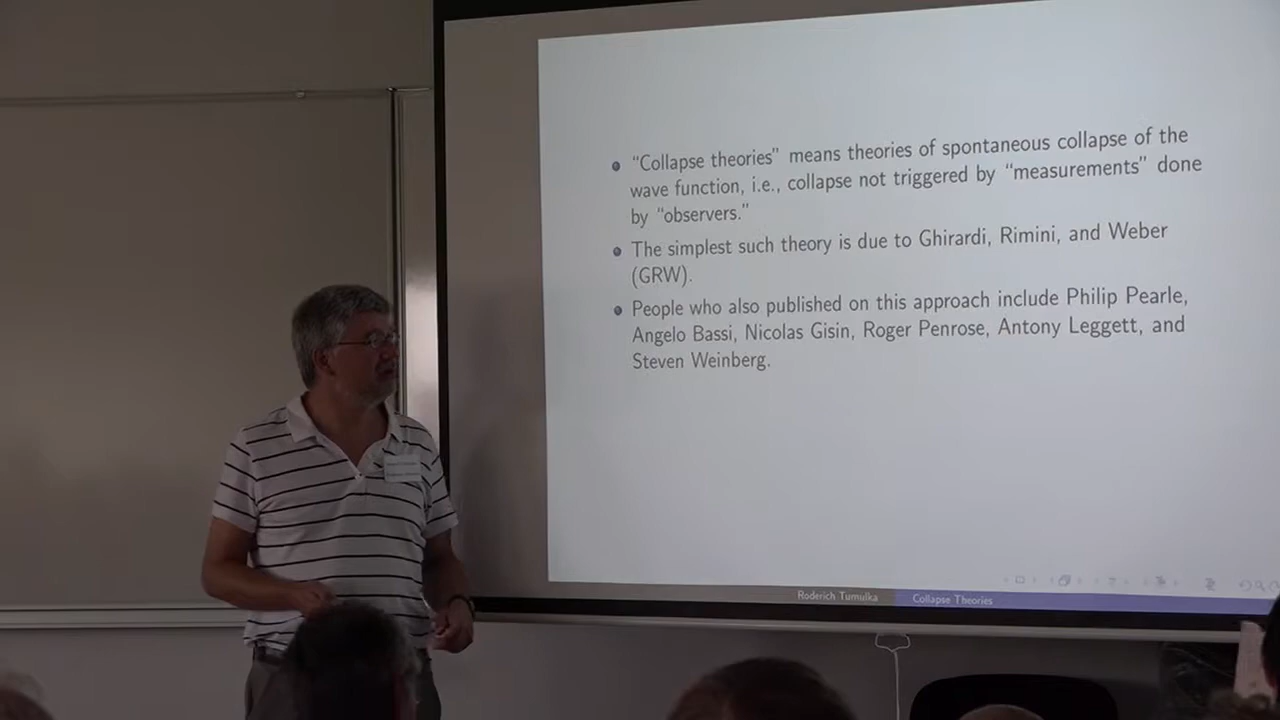 “Collapse theories” means theories of spontaneous collapse of the
wave function, i.e., collapse not triggered by “measurements” done
by “observers.”
The simplest such theory is due to Ghirardi, Rimini, and Weber
(GRW).
People who also published on this approach include Philip Pearle,
Angelo Bassi, Nicolas Gisin, Roger Penrose, Antony Leggett, and
Steven Weinberg.
Roderich Tumulka
Collapse Theories